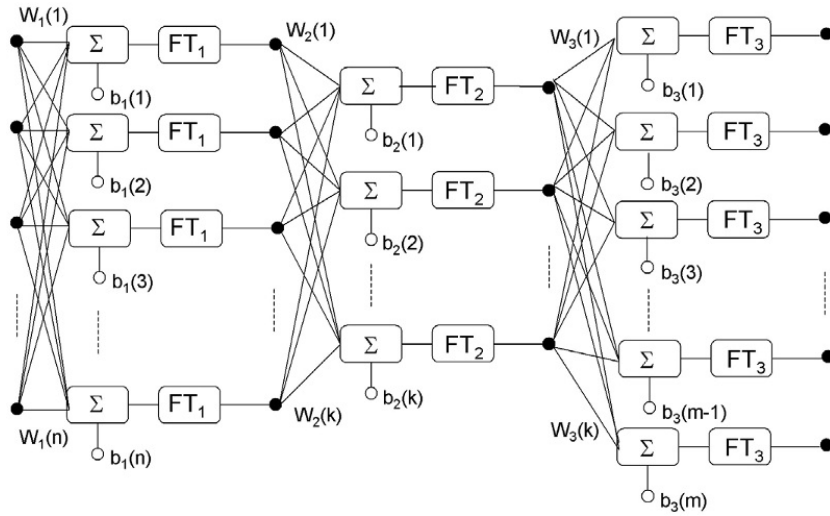 W₁(1) Σ FT₁ W₂(1) W₃(1) Σ FT₃
b₁(1) Σ FT₂ b₃(1)
Σ FT₁ b₂(1) Σ FT₃
b₁(2) Σ FT₂ b₃(2)
Σ FT₁ b₂(2) Σ FT₃
b₁(3) b₃(3)
Σ FT₂ Σ FT₃
Σ FT₁ b₂(k) b₃(m-1)
W₁(n) W₂(k) W₃(k) Σ FT₃
b₁(n) b₃(m)